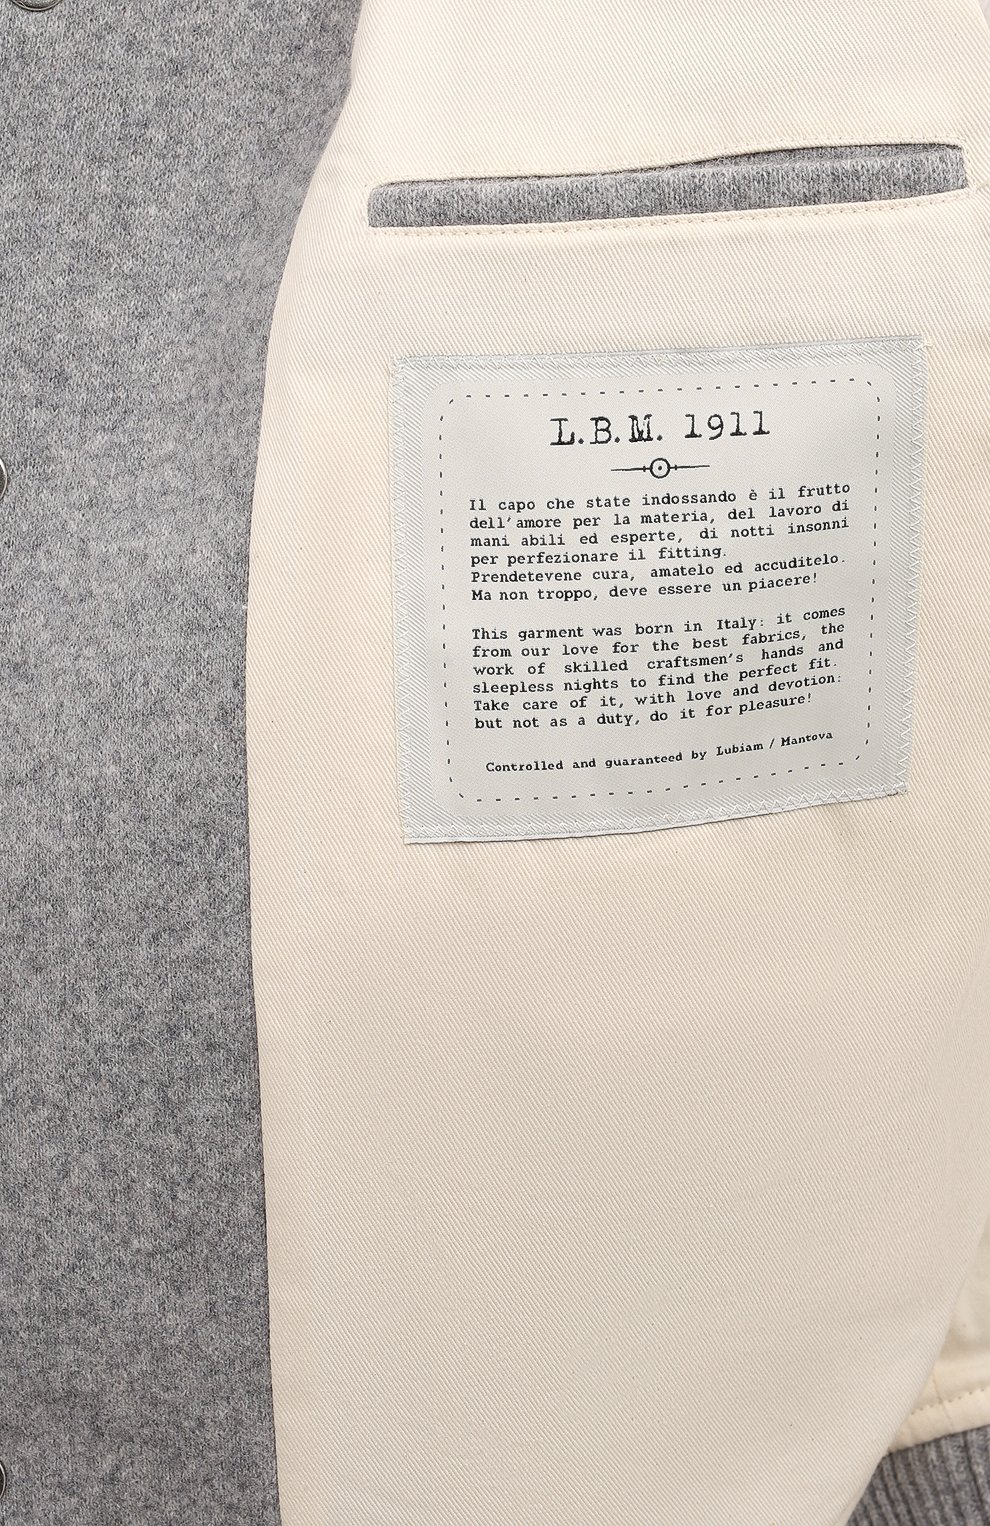 L.B.M. 1911
Il capo che state indossando è il frutto
dell'amore per la materia, del lavoro di
mani abili ed esperte, di notti insonni
per perfezionare il fitting.
Prendetevene cura, amatelo ed accuditelo.
Ma non troppo, deve essere un piacere!
This garment was born in Italy: it comes
from our love for the best fabrics, the
work of skilled craftsmen's hands and
sleepless nights to find the perfect fit.
Take care of it, with love and devotion:
but not as a duty, do it for pleasure!
Controlled and guaranteed by Lubiam / Mantova